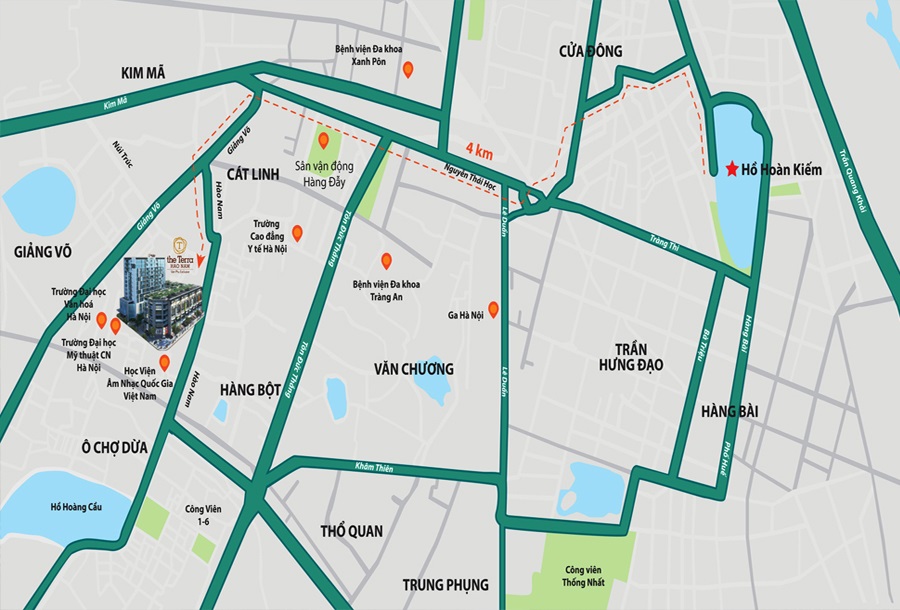 Bệnh viện Đa khoa
Xanh Pôn
CỬA ĐÔNG
KIM MÃ
Kim Mã
Núi Trúc
Giảng Võ
Sân vận động
Hàng Đẫy
CÁT LINH
4 km
Nguyễn Thái Học
Hồ Hoàn Kiếm
Trần Quang Khải
Hào Nam
Giảng Võ
Trường
Cao đẳng
Y tế Hà Nội
Tôn Đức Thắng
Lê Duẩn
Tràng Thi
GIẢNG VÕ
the Terra
HAO NAM
Bệnh viện Đa khoa
Tràng An
Trường Đại học
Văn hoá
Hà Nội
Ga Hà Nội
Trường Đại học
Mỹ thuật CN
Hà Nội
Học Viện
Âm Nhạc Quốc Gia
Việt Nam
Hào Nam
Tôn Đức Thắng
VĂN CHƯƠNG
Lê Duẩn
TRẦN
HƯNG ĐẠO
Bà Triệu
Hàng Bài
HÀNG BỘT
HÀNG BÀI
Ô CHỢ DỪA
Phố Huế
Khâm Thiên
Hồ Hoàng Cầu
Công Viên
1-6
THỔ QUAN
Công viên
Thống Nhất
TRUNG PHỤNG